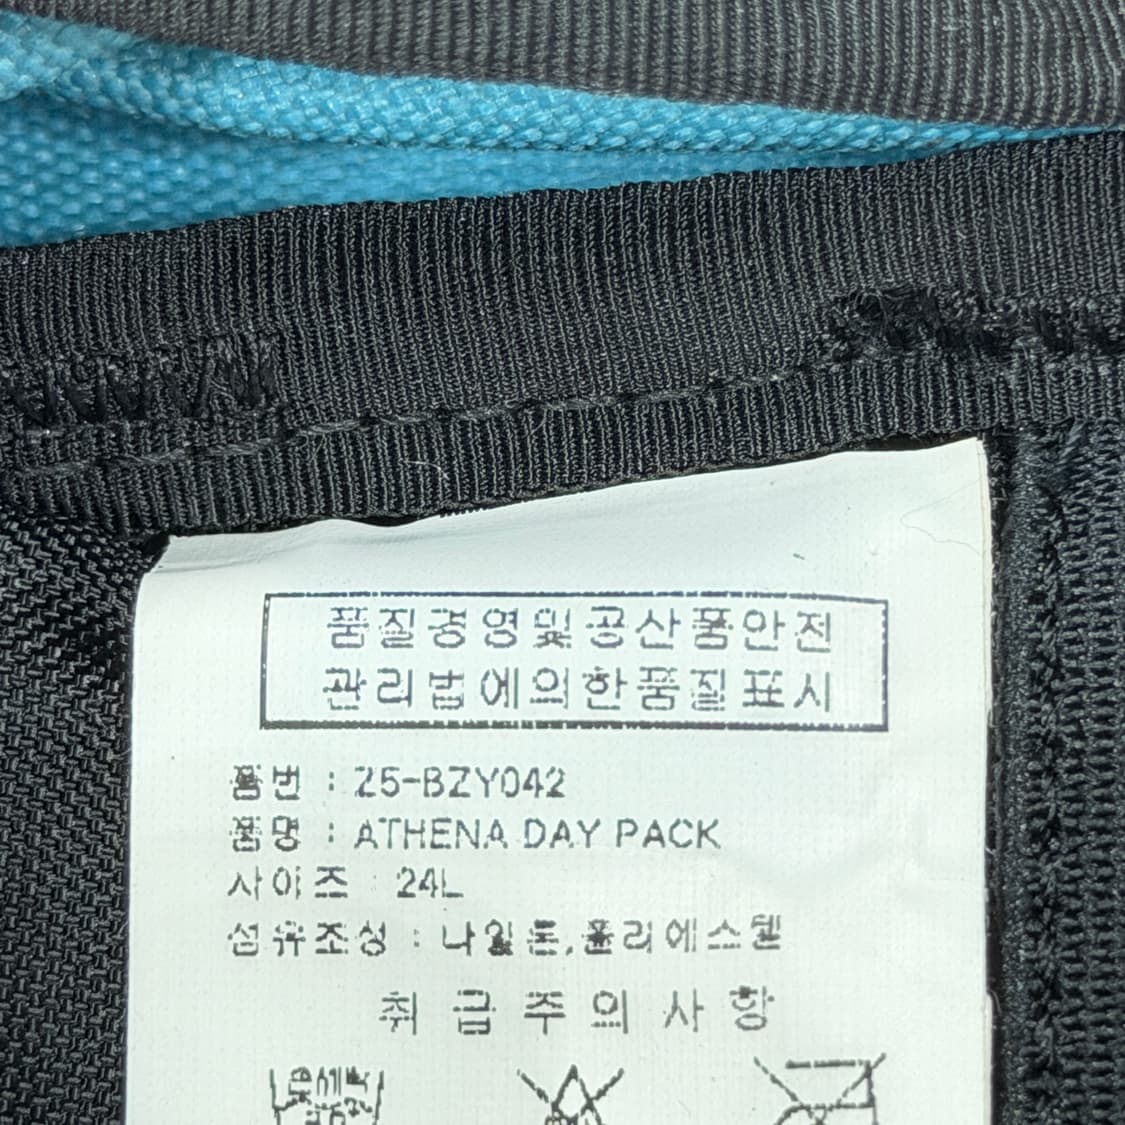 품질경영및공산품안전
관리법에의한품질표시
품번 : Z5-BZY042
품명 : ATHENA DAY PACK
사이즈 : 24L
섬유조성 : 나일론,폴리에스텔
취급주의사항